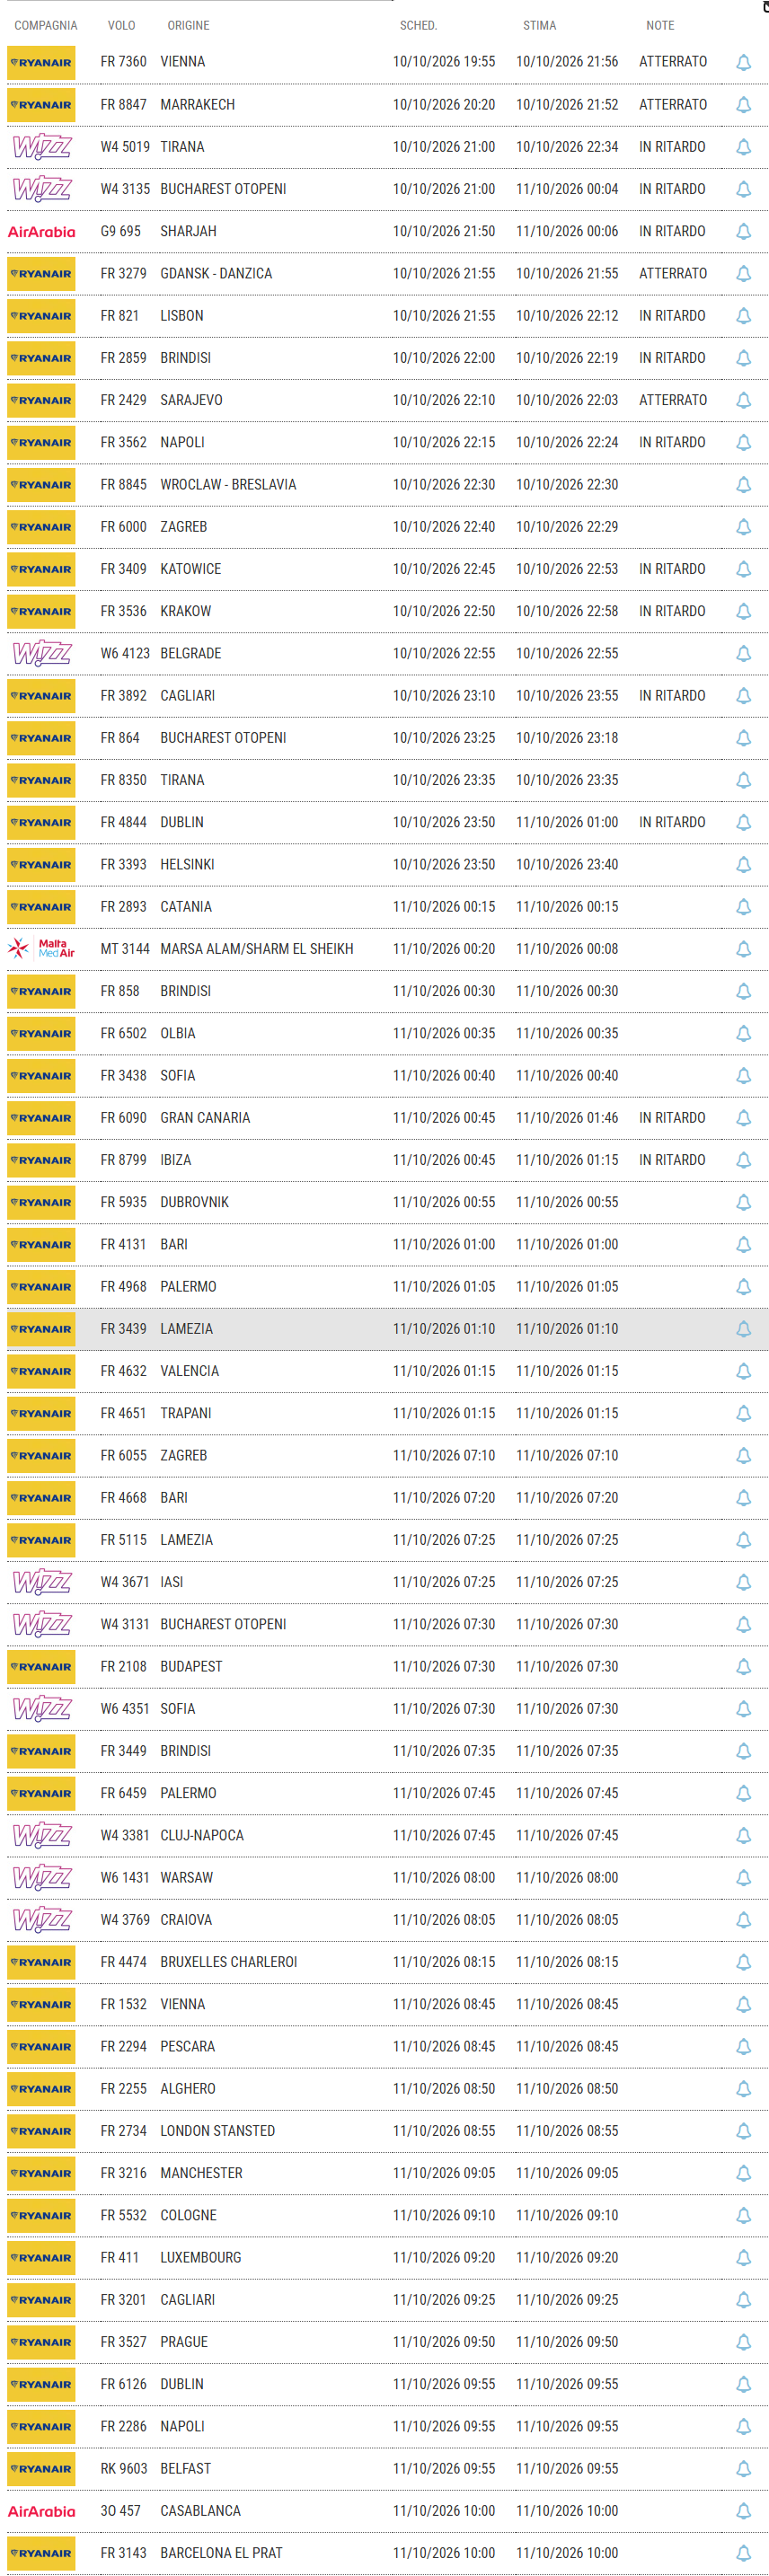 COMPAGNIA VOLO ORIGINE SCHED. STIMA NOTE
RYANAIR FR 7360 VIENNA 10/10/2026 19:55 10/10/2026 21:56 ATTERRATO
RYANAIR FR 8847 MARRAKECH 10/10/2026 20:20 10/10/2026 21:52 ATTERRATO
WIZZ W4 5019 TIRANA 10/10/2026 21:00 10/10/2026 22:34 IN RITARDO
WIZZ W4 3135 BUCHAREST OTOPENI 10/10/2026 21:00 11/10/2026 00:04 IN RITARDO
AirArabia G9 695 SHARJAH 10/10/2026 21:50 11/10/2026 00:06 IN RITARDO
RYANAIR FR 3279 GDANSK - DANZICA 10/10/2026 21:55 10/10/2026 21:55 ATTERRATO
RYANAIR FR 821 LISBON 10/10/2026 21:55 10/10/2026 22:12 IN RITARDO
RYANAIR FR 2859 BRINDISI 10/10/2026 22:00 10/10/2026 22:19 IN RITARDO
RYANAIR FR 2429 SARAJEVO 10/10/2026 22:10 10/10/2026 22:03 ATTERRATO
RYANAIR FR 3562 NAPOLI 10/10/2026 22:15 10/10/2026 22:24 IN RITARDO
RYANAIR FR 8845 WROCLAW - BRESLAVIA 10/10/2026 22:30 10/10/2026 22:30
RYANAIR FR 6000 ZAGREB 10/10/2026 22:40 10/10/2026 22:29
RYANAIR FR 3409 KATOWICE 10/10/2026 22:45 10/10/2026 22:53 IN RITARDO
RYANAIR FR 3536 KRAKOW 10/10/2026 22:50 10/10/2026 22:58 IN RITARDO
WIZZ W6 4123 BELGRADE 10/10/2026 22:55 10/10/2026 22:55
RYANAIR FR 3892 CAGLIARI 10/10/2026 23:10 10/10/2026 23:55 IN RITARDO
RYANAIR FR 864 BUCHAREST OTOPENI 10/10/2026 23:25 10/10/2026 23:18
RYANAIR FR 8350 TIRANA 10/10/2026 23:35 10/10/2026 23:35
RYANAIR FR 4844 DUBLIN 10/10/2026 23:50 11/10/2026 01:00 IN RITARDO
RYANAIR FR 3393 HELSINKI 10/10/2026 23:50 10/10/2026 23:40
RYANAIR FR 2893 CATANIA 11/10/2026 00:15 11/10/2026 00:15
Malta MedAir MT 3144 MARSA ALAM/SHARM EL SHEIKH 11/10/2026 00:20 11/10/2026 00:08
RYANAIR FR 858 BRINDISI 11/10/2026 00:30 11/10/2026 00:30
RYANAIR FR 6502 OLBIA 11/10/2026 00:35 11/10/2026 00:35
RYANAIR FR 3438 SOFIA 11/10/2026 00:40 11/10/2026 00:40
RYANAIR FR 6090 GRAN CANARIA 11/10/2026 00:45 11/10/2026 01:46 IN RITARDO
RYANAIR FR 8799 IBIZA 11/10/2026 00:45 11/10/2026 01:15 IN RITARDO
RYANAIR FR 5935 DUBROVNIK 11/10/2026 00:55 11/10/2026 00:55
RYANAIR FR 4131 BARI 11/10/2026 01:00 11/10/2026 01:00
RYANAIR FR 4968 PALERMO 11/10/2026 01:05 11/10/2026 01:05
RYANAIR FR 3439 LAMEZIA 11/10/2026 01:10 11/10/2026 01:10
RYANAIR FR 4632 VALENCIA 11/10/2026 01:15 11/10/2026 01:15
RYANAIR FR 4651 TRAPANI 11/10/2026 01:15 11/10/2026 01:15
RYANAIR FR 6055 ZAGREB 11/10/2026 07:10 11/10/2026 07:10
RYANAIR FR 4668 BARI 11/10/2026 07:20 11/10/2026 07:20
RYANAIR FR 5115 LAMEZIA 11/10/2026 07:25 11/10/2026 07:25
WIZZ W4 3671 IASI 11/10/2026 07:25 11/10/2026 07:25
WIZZ W4 3131 BUCHAREST OTOPENI 11/10/2026 07:30 11/10/2026 07:30
RYANAIR FR 2108 BUDAPEST 11/10/2026 07:30 11/10/2026 07:30
WIZZ W6 4351 SOFIA 11/10/2026 07:30 11/10/2026 07:30
RYANAIR FR 3449 BRINDISI 11/10/2026 07:35 11/10/2026 07:35
RYANAIR FR 6459 PALERMO 11/10/2026 07:45 11/10/2026 07:45
WIZZ W4 3381 CLUJ-NAPOCA 11/10/2026 07:45 11/10/2026 07:45
WIZZ W6 1431 WARSAW 11/10/2026 08:00 11/10/2026 08:00
WIZZ W4 3769 CRAIOVA 11/10/2026 08:05 11/10/2026 08:05
RYANAIR FR 4474 BRUXELLES CHARLEROI 11/10/2026 08:15 11/10/2026 08:15
RYANAIR FR 1532 VIENNA 11/10/2026 08:45 11/10/2026 08:45
RYANAIR FR 2294 PESCARA 11/10/2026 08:45 11/10/2026 08:45
RYANAIR FR 2255 ALGHERO 11/10/2026 08:50 11/10/2026 08:50
RYANAIR FR 2734 LONDON STANSTED 11/10/2026 08:55 11/10/2026 08:55
RYANAIR FR 3216 MANCHESTER 11/10/2026 09:05 11/10/2026 09:05
RYANAIR FR 5532 COLOGNE 11/10/2026 09:10 11/10/2026 09:10
RYANAIR FR 411 LUXEMBOURG 11/10/2026 09:20 11/10/2026 09:20
RYANAIR FR 3201 CAGLIARI 11/10/2026 09:25 11/10/2026 09:25
RYANAIR FR 3527 PRAGUE 11/10/2026 09:50 11/10/2026 09:50
RYANAIR FR 6126 DUBLIN 11/10/2026 09:55 11/10/2026 09:55
RYANAIR FR 2286 NAPOLI 11/10/2026 09:55 11/10/2026 09:55
RYANAIR RK 9603 BELFAST 11/10/2026 09:55 11/10/2026 09:55
AirArabia 3O 457 CASABLANCA 11/10/2026 10:00 11/10/2026 10:00
RYANAIR FR 3143 BARCELONA EL PRAT 11/10/2026 10:00 11/10/2026 10:00